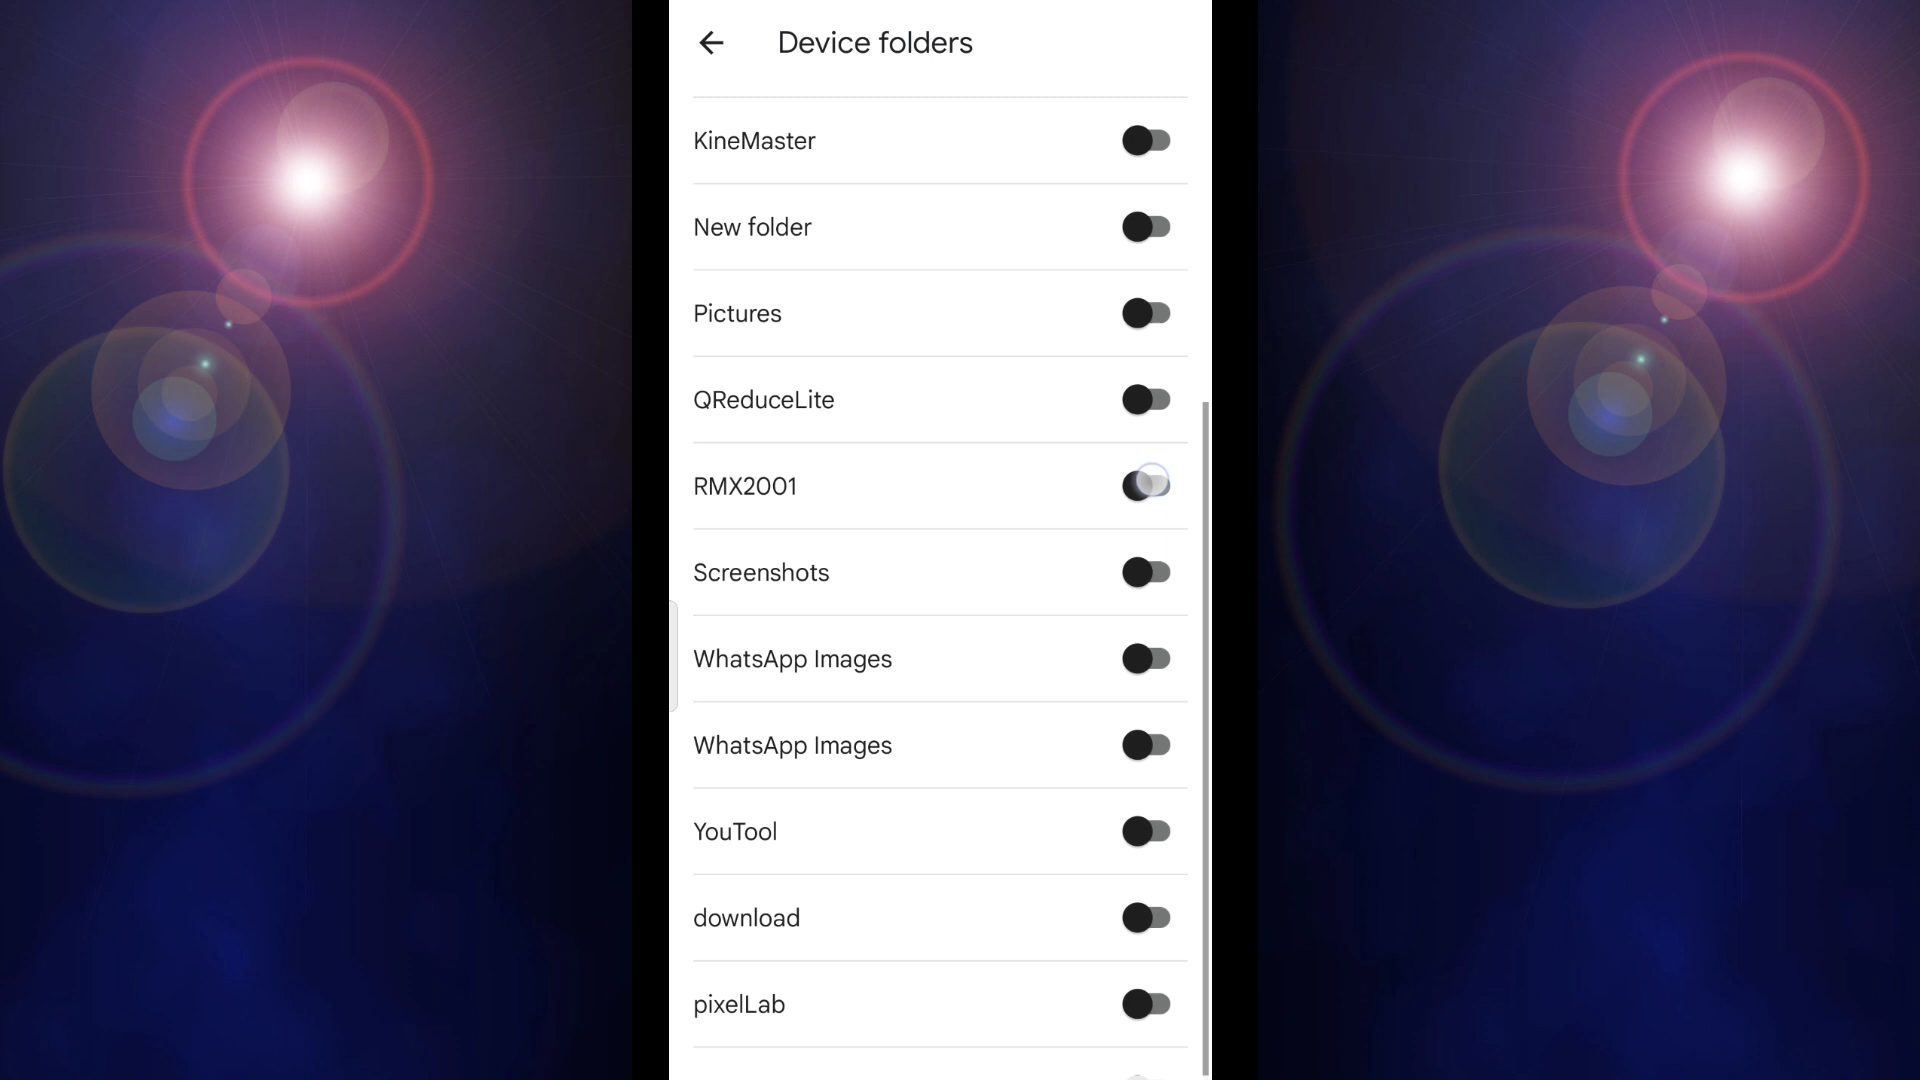 Device folders
KineMaster
New folder
Pictures
QReduceLite
RMX2001
Screenshots
WhatsApp Images
WhatsApp Images
YouTool
download
pixelLab